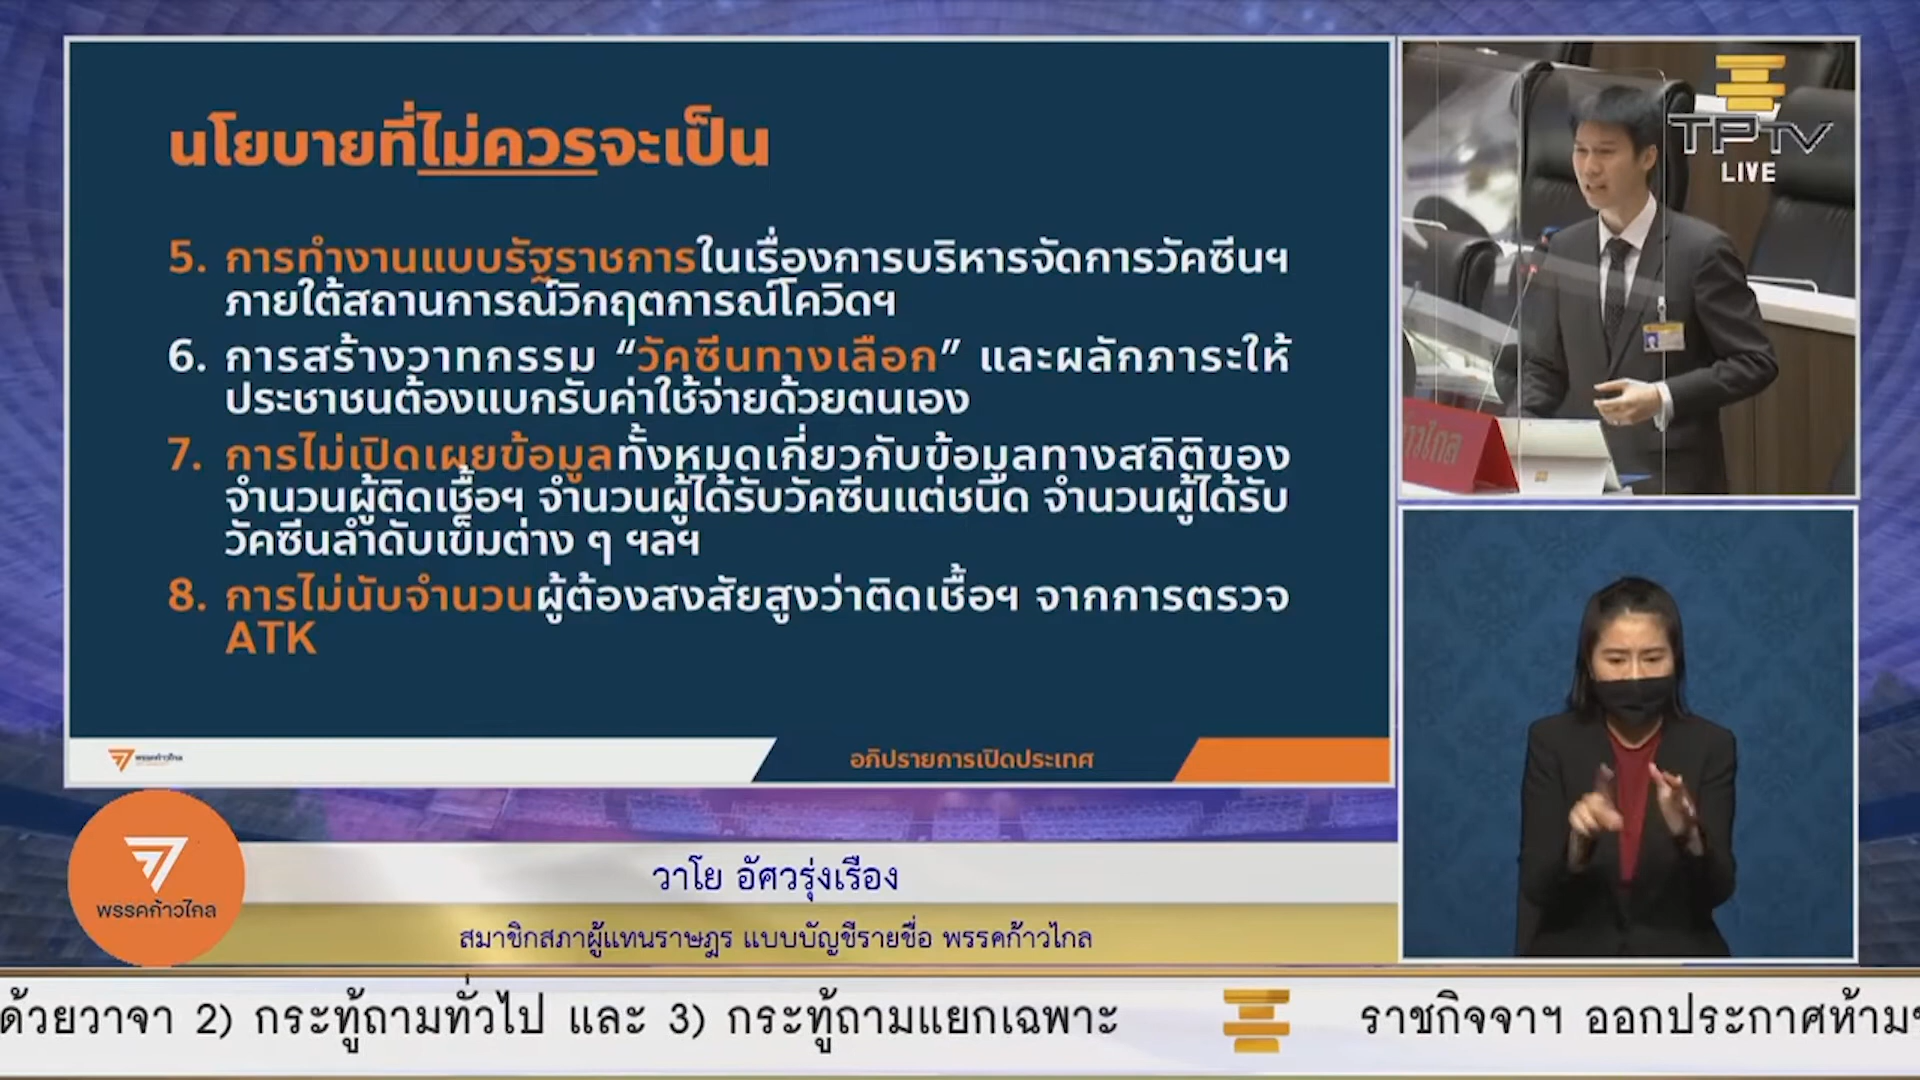 นโยบายที่ไม่ควรจะเป็น
5. การทำงานแบบรัฐราชการในเรื่องการบริหารจัดการวัคซีนฯ
ภายใต้สถานการณ์วิกฤตการณ์โควิดฯ
6. การสร้างวาทกรรม “วัคซีนทางเลือก” และผลักภาระให้
ประชาชนต้องแบกรับค่าใช้จ่ายด้วยตนเอง
7. การไม่เปิดเผยข้อมูลทั้งหมดเกี่ยวกับข้อมูลทางสถิติของ
จำนวนผู้ติดเชื้อฯ จำนวนผู้ได้รับวัคซีนแต่ชนิด จำนวนผู้ได้รับ
วัคซีนลำดับเข็มต่าง ๆ ฯลฯ
8. การไม่นับจำนวนผู้ต้องสงสัยสูงว่าติดเชื้อฯ จากการตรวจ
ATK
พรรคก้าวไกล
อภิปรายการเปิดประเทศ
TPTV
LIVE
พรรคก้าวไกล
วาโย อัศวรุ่งเรือง
สมาชิกสภาผู้แทนราษฎร แบบบัญชีรายชื่อ พรรคก้าวไกล
ด้วยวาจา 2) กระทู้ถามทั่วไป และ 3) กระทู้ถามแยกเฉพาะ ราชกิจจาฯ ออกประกาศห้าม